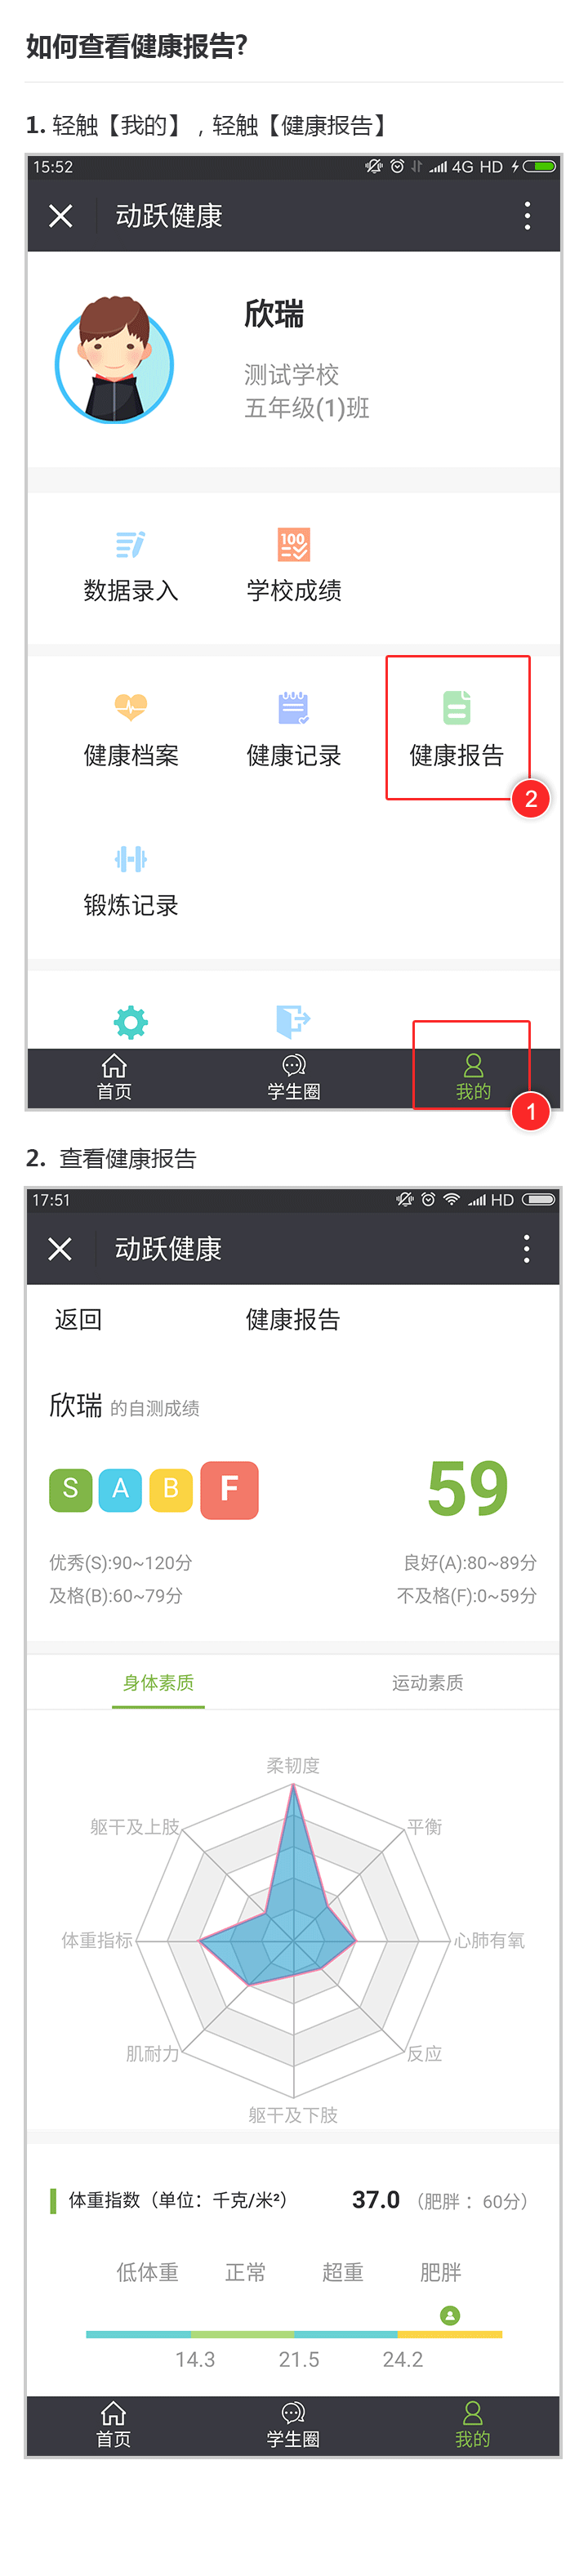 如何查看健康报告?
1. 轻触【我的】，轻触【健康报告】
15:52 4G HD
动跃健康
欣瑞
测试学校
五年级(1)班
100
数据录入 学校成绩
健康档案 健康记录 健康报告
2
锻炼记录
首页 学生圈 我的
1
2. 查看健康报告
17:51 HD
动跃健康
返回 健康报告
欣瑞 的自测成绩
S A B F 59
优秀(S):90~120分 良好(A):80~89分
及格(B):60~79分 不及格(F):0~59分
身体素质 运动素质
柔韧度
躯干及上肢 平衡
体重指标 心肺有氧
肌耐力 反应
躯干及下肢
体重指数（单位：千克/米²） 37.0 （肥胖：60分）
低体重 正常 超重 肥胖
14.3 21.5 24.2
首页 学生圈 我的